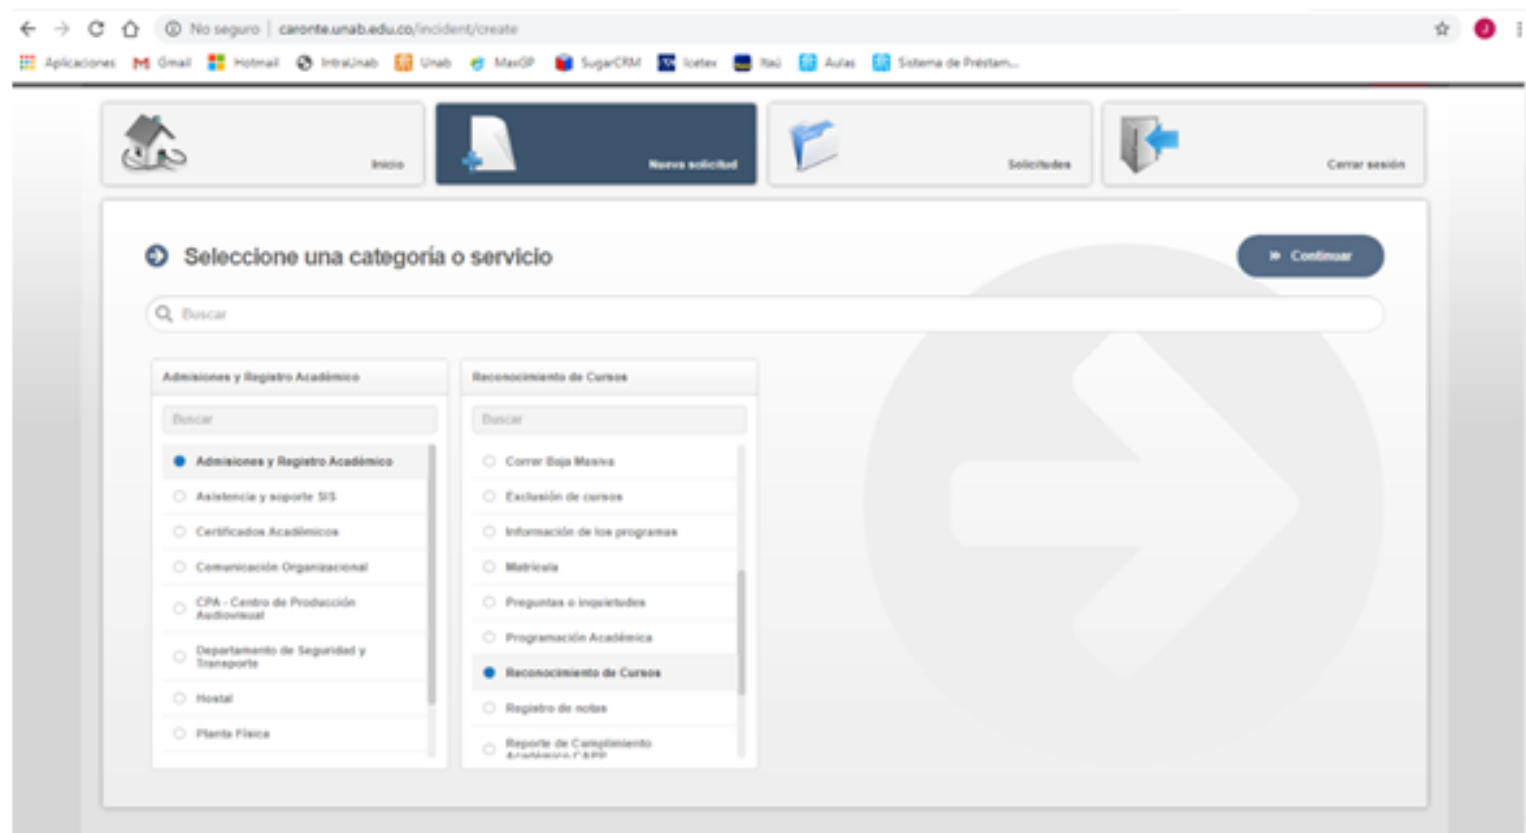 No seguro | caronte.unab.edu.co/incident/create
Aplicaciones Gmail Hotmail IntraUnab Unab MaxGP SugarCRM Icetex Itaú Aulas Sistema de Préstam...
Inicio
Nueva solicitud
Solicitudes
Cerrar sesión
Seleccione una categoría o servicio
Continuar
Buscar
Admisiones y Registro Académico
Buscar
Admisiones y Registro Académico
Asistencia y soporte SIS
Certificados Académicos
Comunicación Organizacional
CPA - Centro de Producción
Audiovisual
Departamento de Seguridad y
Transporte
Hostal
Planta Física
Reconocimiento de Cursos
Buscar
Correr Baja Masiva
Exclusión de cursos
Información de los programas
Matrícula
Preguntas o inquietudes
Programación Académica
Reconocimiento de Cursos
Registro de notas
Reporte de Cumplimiento
Académico CAPP